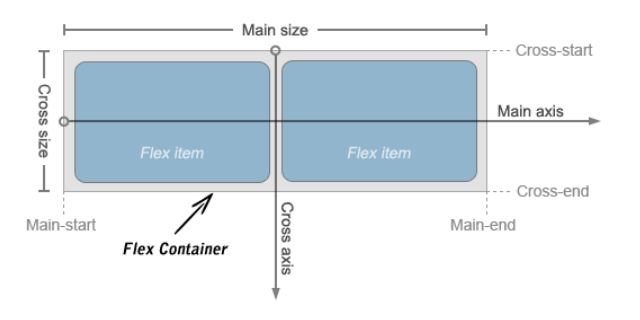 Main size
Cross-start
Cross size
Main axis
Flex item
Flex item
Cross-end
Main-start
Cross axis
Main-end
Flex Container